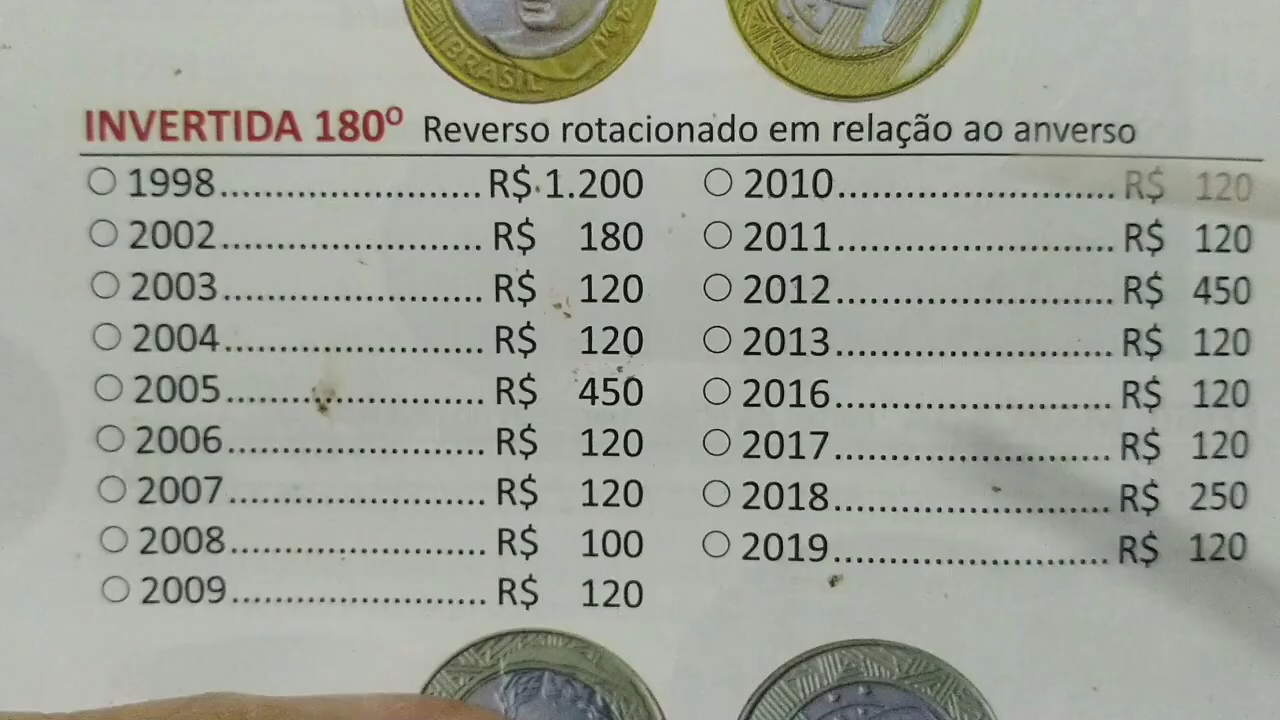 BRASIL
INVERTIDA 180º Reverso rotacionado em relação ao anverso
1998 R$ 1.200
2002 R$ 180
2003 R$ 120
2004 R$ 120
2005 R$ 450
2006 R$ 120
2007 R$ 120
2008 R$ 100
2009 R$ 120
2010 R$ 120
2011 R$ 120
2012 R$ 450
2013 R$ 120
2016 R$ 120
2017 R$ 120
2018 R$ 250
2019 R$ 120